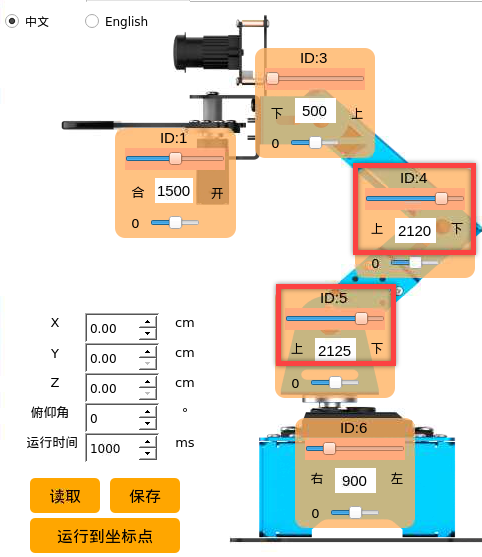 中文 English
ID:3
下 500 上
0
ID:1
合 1500 开
0
ID:4
上 2120 下
0
ID:5
上 2125 下
0
X 0.00 cm
Y 0.00 cm
Z 0.00 cm
俯仰角 0 °
运行时间 1000 ms
ID:6
右 900 左
0
读取 保存
运行到坐标点